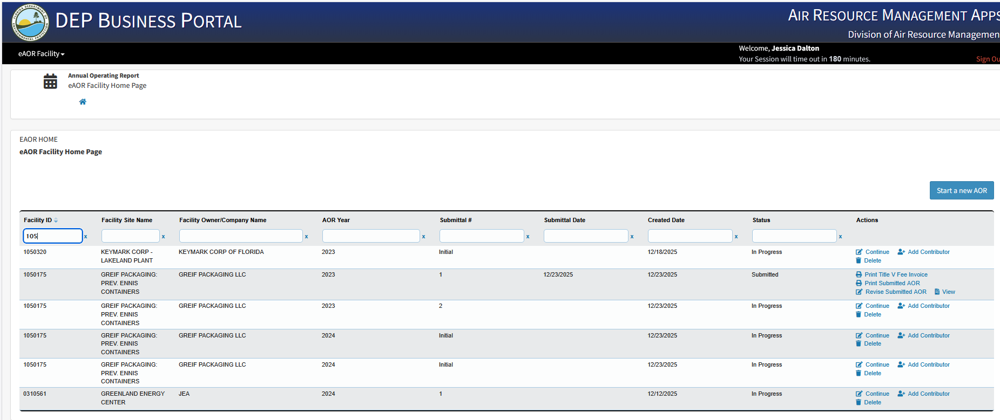 DEP Business Portal
Air Resource Management Apps
Division of Air Resource Managemen
eAOR Facility
Welcome, Jessica Dalton
Your Session will time out in 180 minutes.
Sign Ou
Annual Operating Report
eAOR Facility Home Page
EAOR HOME
eAOR Facility Home Page
Start a new AOR
Facility ID Facility Site Name Facility Owner/Company Name AOR Year Submittal # Submittal Date Created Date Status Actions
105 x x x x x x x x
1050320 KEYMARK CORP - KEYMARK CORP OF FLORIDA 2023 Initial 12/18/2025 In Progress Continue Add Contributor
LAKELAND PLANT Delete
1050175 GREIF PACKAGING: GREIF PACKAGING LLC 2023 1 12/23/2025 12/23/2025 Submitted Print Title V Fee Invoice
PREV. ENNIS Print Submitted AOR
CONTAINERS Revise Submitted AOR View
1050175 GREIF PACKAGING: GREIF PACKAGING LLC 2023 2 12/23/2025 In Progress Continue Add Contributor
PREV. ENNIS Delete
CONTAINERS
1050175 GREIF PACKAGING: GREIF PACKAGING LLC 2024 Initial 12/23/2025 In Progress Continue Add Contributor
PREV. ENNIS Delete
CONTAINERS
1050175 GREIF PACKAGING: GREIF PACKAGING LLC 2024 Initial 12/23/2025 In Progress Continue Add Contributor
PREV. ENNIS Delete
CONTAINERS
0310561 GREENLAND ENERGY JEA 2024 1 12/12/2025 In Progress Continue Add Contributor
CENTER Delete